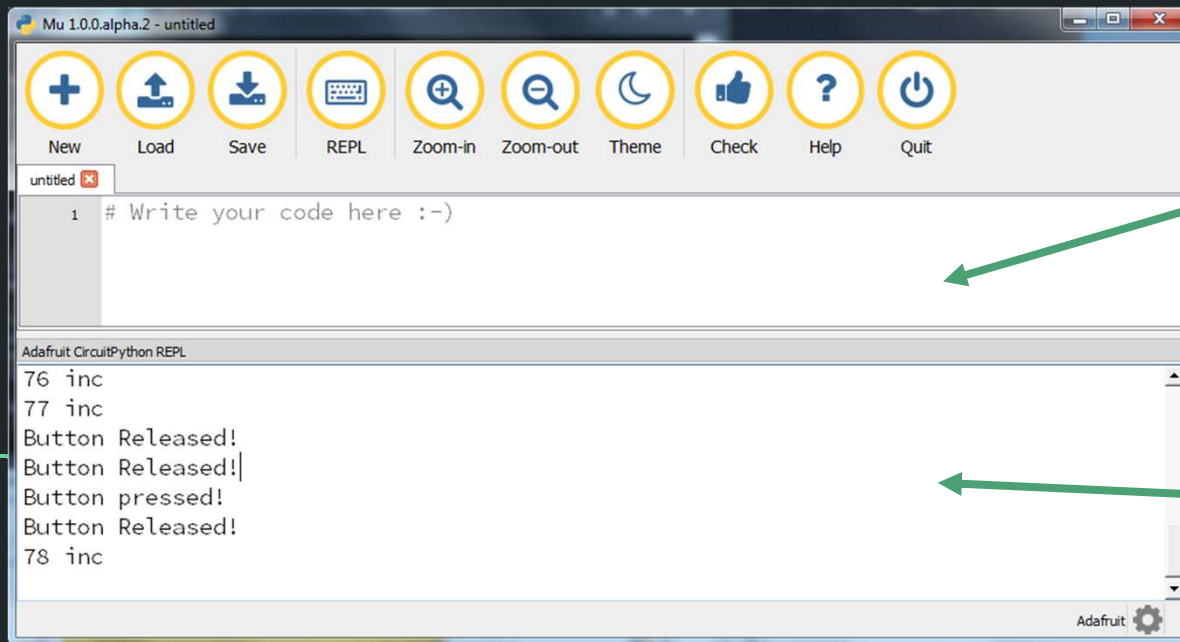 Mu 1.0.0.alpha.2 - untitled
New Load Save REPL Zoom-in Zoom-out Theme Check Help Quit
untitled
1 # Write your code here :-)
Adafruit CircuitPython REPL
76 inc
77 inc
Button Released!
Button Released!
Button pressed!
Button Released!
78 inc
Adafruit